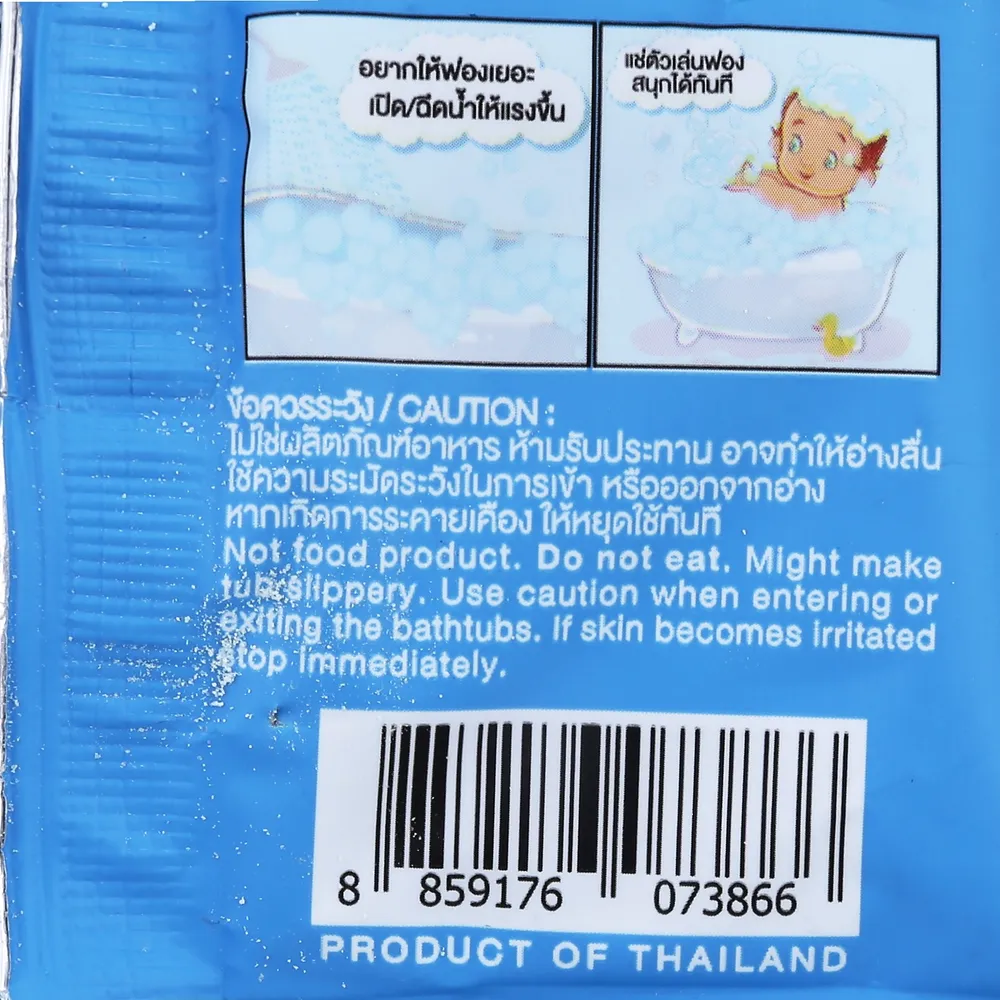 อยากให้ฟองเยอะ
เปิด/ฉีดน้ำให้แรงขึ้น
แช่ตัวเล่นฟอง
สนุกได้ทันที
ข้อควรระวัง / CAUTION :
ไม่ใช่ผลิตภัณฑ์อาหาร ห้ามรับประทาน อาจทำให้อ่างลื่น
ใช้ความระมัดระวังในการเข้า หรือออกจากอ่าง
หากเกิดการระคายเคือง ให้หยุดใช้ทันที
Not food product. Do not eat. Might make
tub slippery. Use caution when entering or
exiting the bathtubs. If skin becomes irritated
stop immediately.
8 859176 073866
PRODUCT OF THAILAND